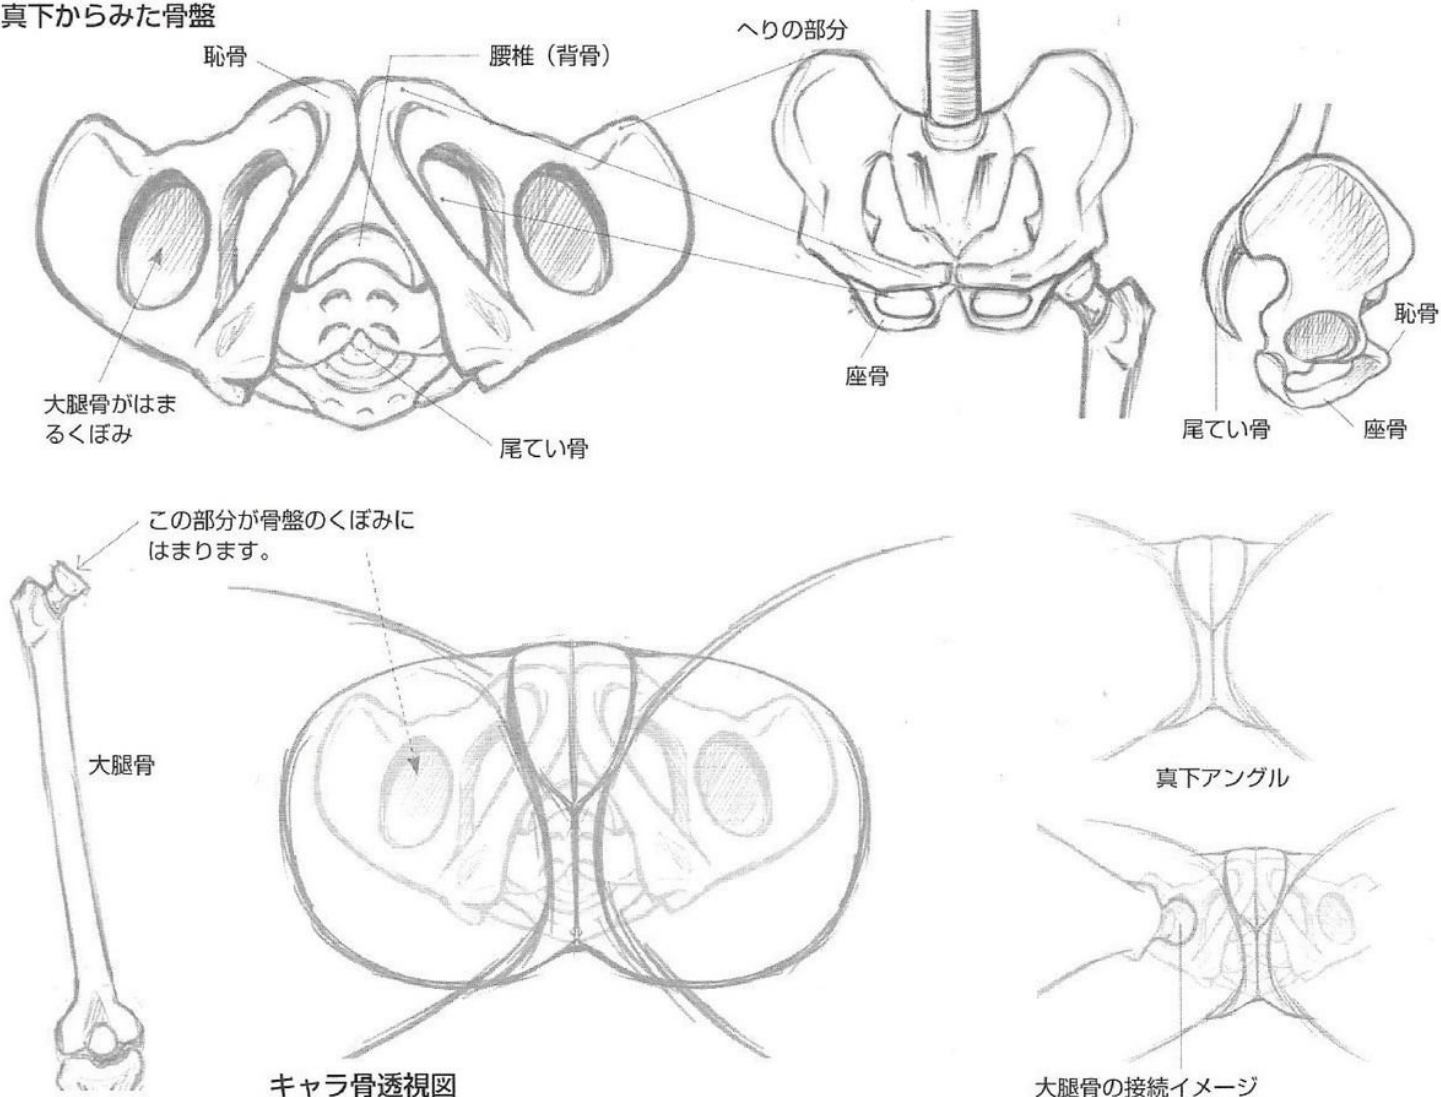 真下からみた骨盤
恥骨
腰椎（背骨）
へりの部分
大腿骨がはま
るくぼみ
尾てい骨
座骨
恥骨
尾てい骨
座骨
この部分が骨盤のくぼみに
はまります。
大腿骨
キャラ骨透視図
真下アングル
大腿骨の接続イメージ